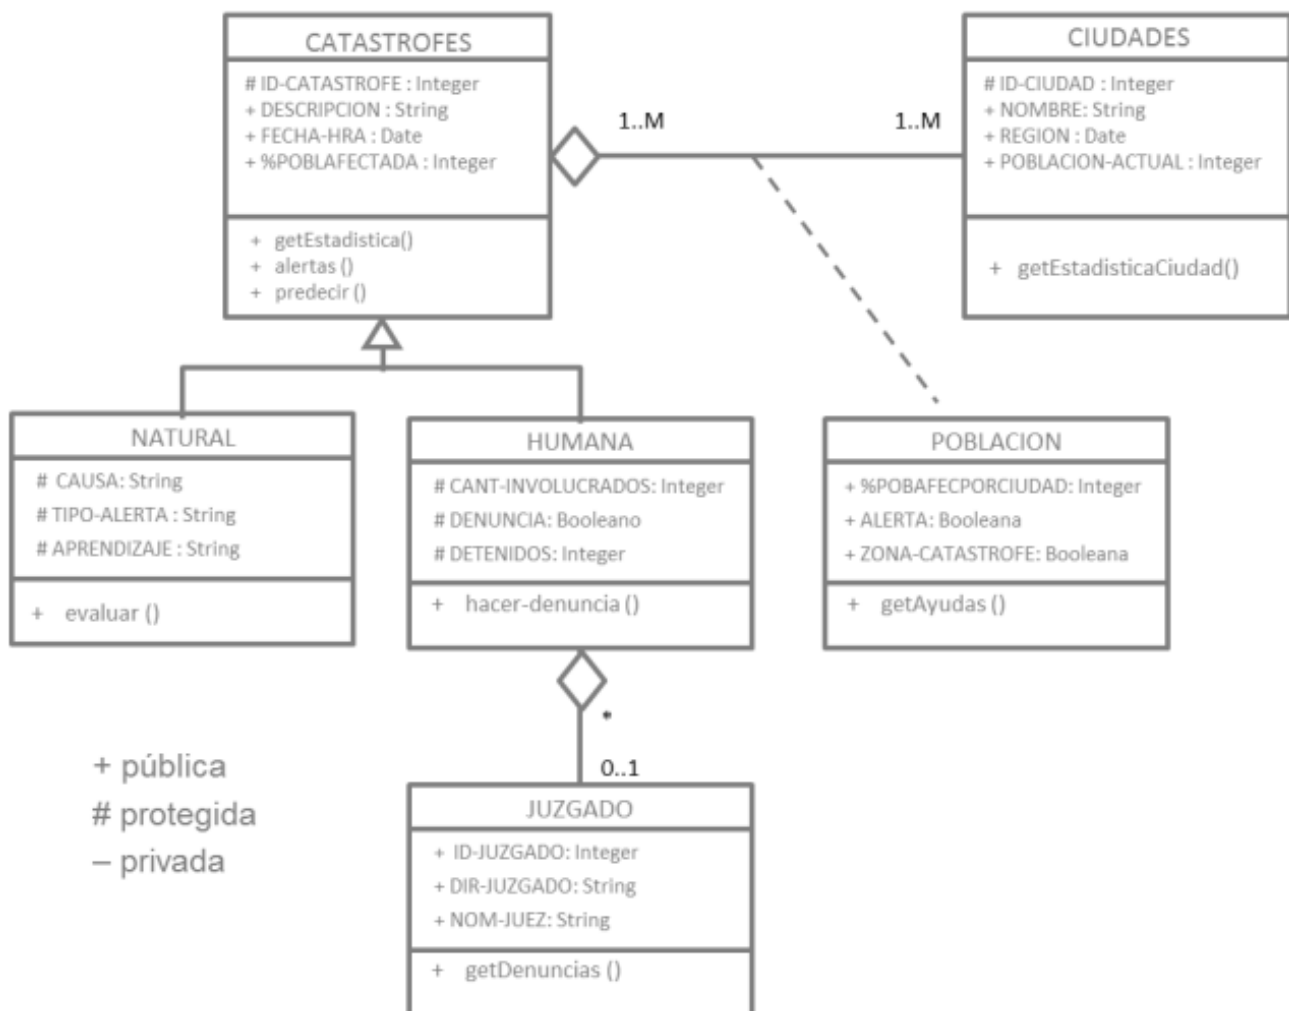 CATASTROFES
# ID-CATASTROFE : Integer
+ DESCRIPCION : String
+ FECHA-HRA : Date
+ %POBLAFECTADA : Integer
+ getEstadistica()
+ alertas ()
+ predecir ()
1..M
1..M
CIUDADES
# ID-CIUDAD : Integer
+ NOMBRE: String
+ REGION : Date
+ POBLACION-ACTUAL : Integer
+ getEstadisticaCiudad()
NATURAL
# CAUSA: String
# TIPO-ALERTA : String
# APRENDIZAJE : String
+ evaluar ()
HUMANA
# CANT-INVOLUCRADOS: Integer
# DENUNCIA: Booleano
# DETENIDOS: Integer
+ hacer-denuncia ()
POBLACION
+ %POBAFECPORCIUDAD: Integer
+ ALERTA: Booleana
+ ZONA-CATASTROFE: Booleana
+ getAyudas ()
*
0..1
+ pública
# protegida
– privada
JUZGADO
+ ID-JUZGADO: Integer
+ DIR-JUZGADO: String
+ NOM-JUEZ: String
+ getDenuncias ()